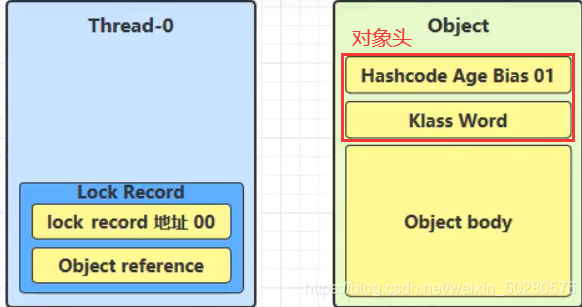 Thread-0
Lock Record
lock record 地址 00
Object reference
Object
对象头
Hashcode Age Bias 01
Klass Word
Object body
https://blog.csdn.net/weixin_50280576